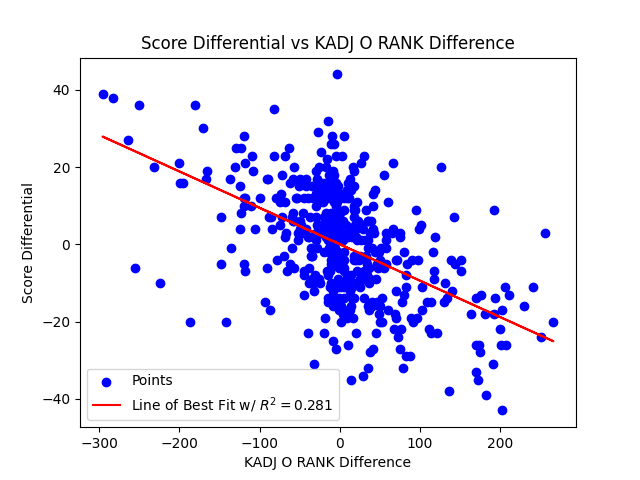 Score Differential vs KADJ O RANK Difference
Score Differential
40
20
0
−20
−40
Points
Line of Best Fit w/ R² = 0.281
−300
−200
−100
0
100
200
KADJ O RANK Difference